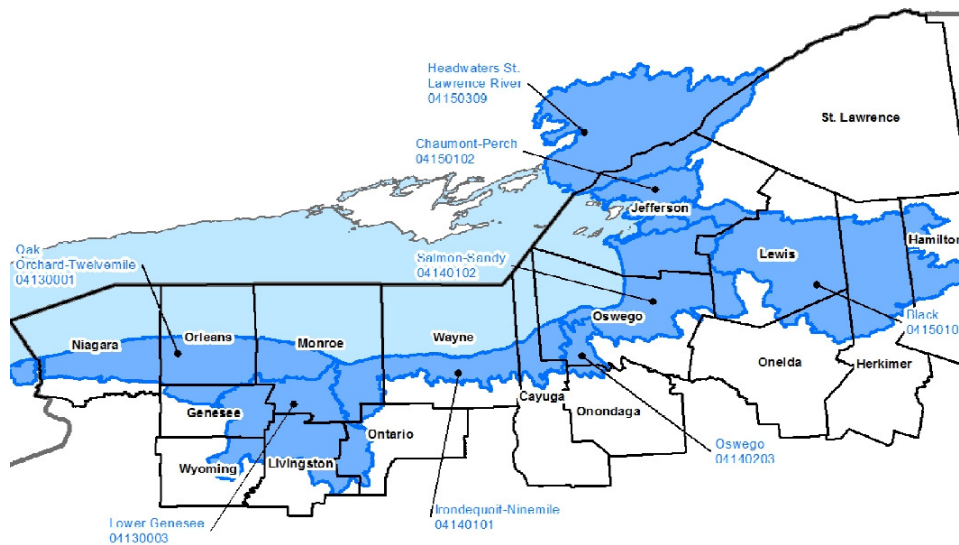 Headwaters St.
Lawrence River
04150309
St. Lawrence
Chaumont-Perch
04150102
Jefferson
Hamilton
Oak
Orchard-Twelvemile
04130001
Salmon-Sandy
04140102
Lewis
Black
0415010
Oswego
Niagara
Orleans
Monroe
Wayne
Oneida
Herkimer
Genesee
Cayuga
Onondaga
Ontario
Wyoming
Livingston
Oswego
04140203
Irondequoit-Ninemile
04140101
Lower Genesee
04130003